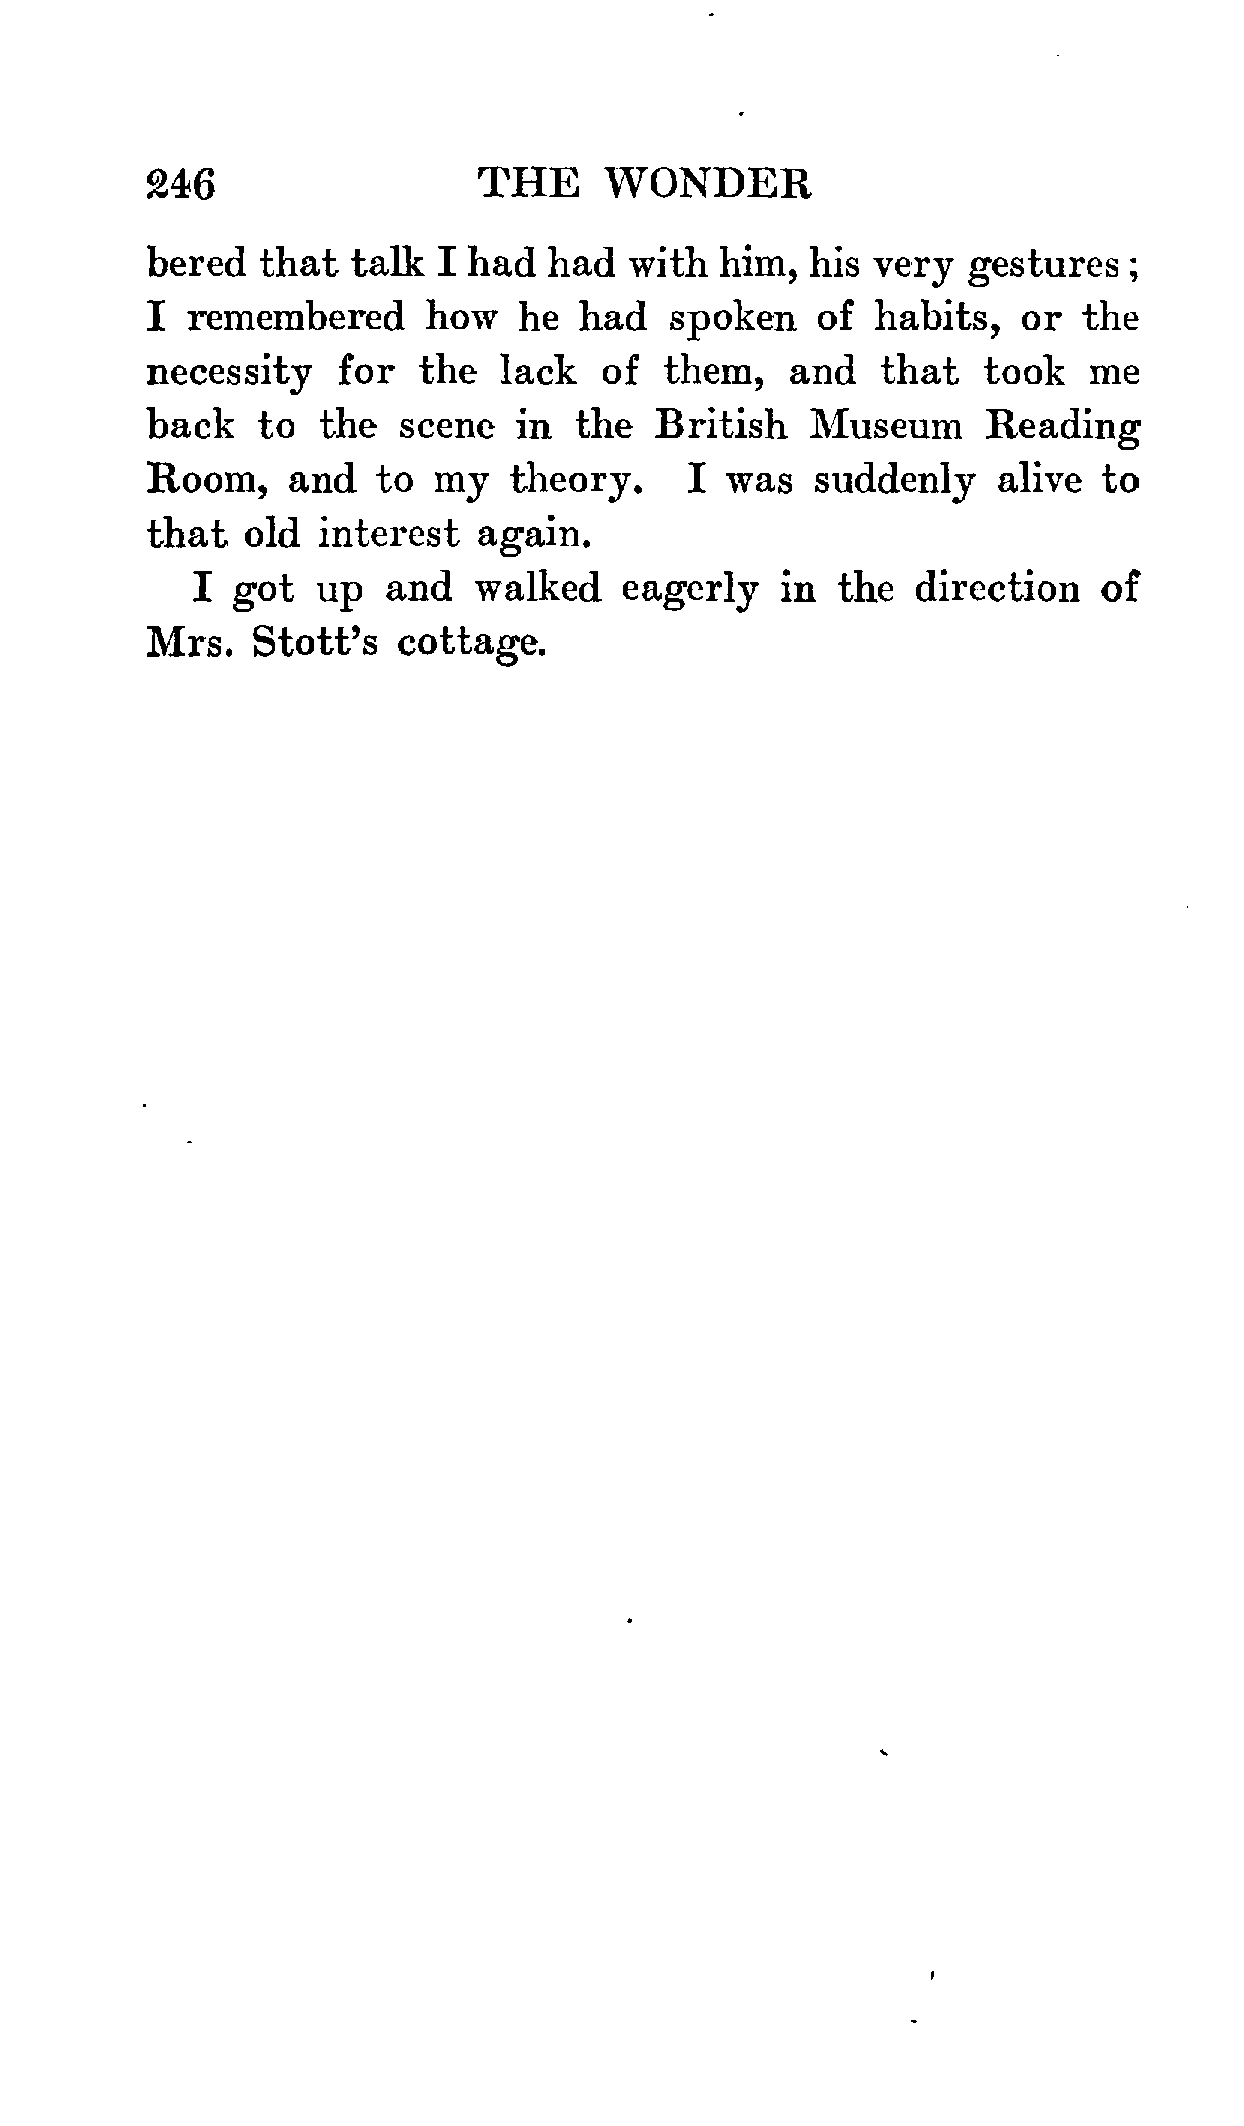 246 THE WONDER
bered that talk I had had with him, his very gestures ;
I remembered how he had spoken of habits, or the
necessity for the lack of them, and that took me
back to the scene in the British Museum Reading
Room, and to my theory. I was suddenly alive to
that old interest again.
I got up and walked eagerly in the direction of
Mrs. Stott's cottage.